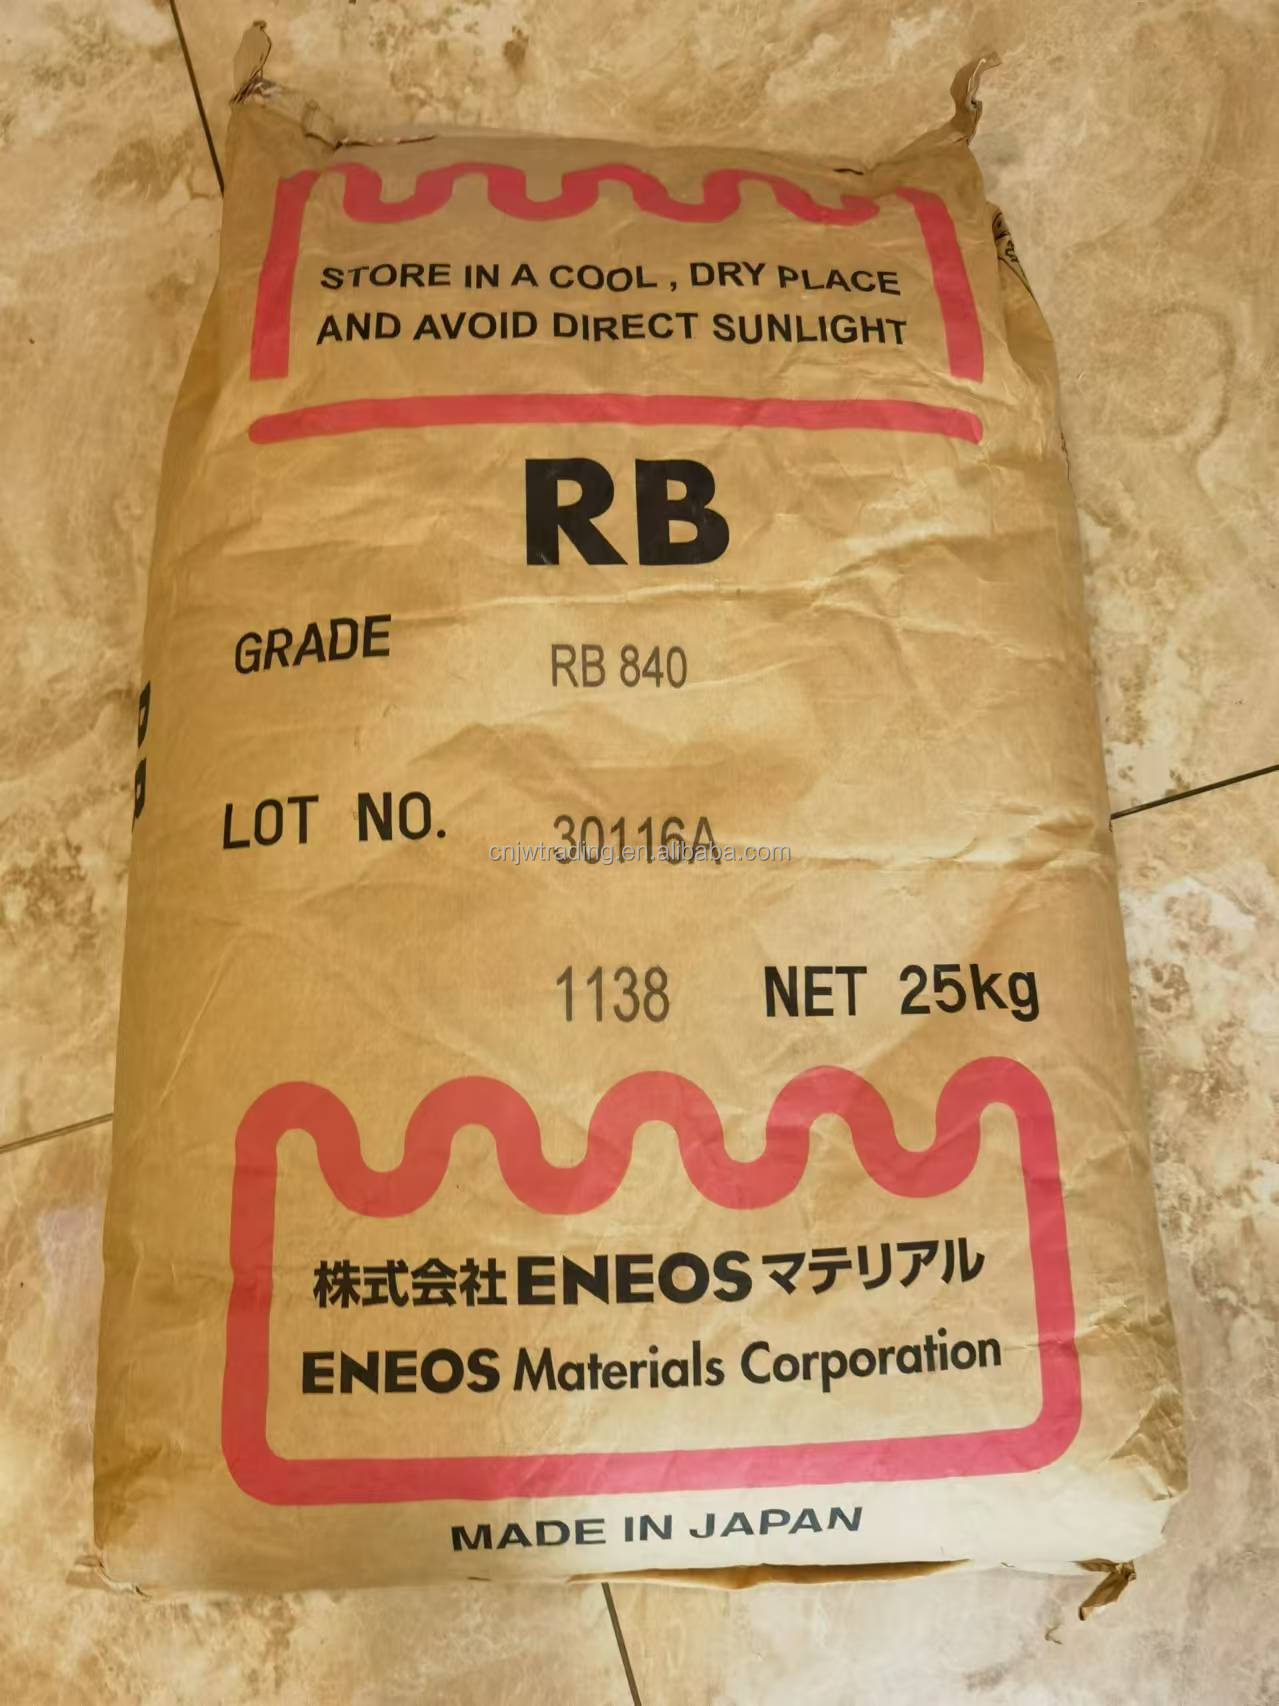 STORE IN A COOL , DRY PLACE
AND AVOID DIRECT SUNLIGHT
RB
GRADE RB 840
LOT NO. 30116A
cnjwtrading.en.alibaba.com
1138 NET 25kg
株式会社ENEOSマテリアル
ENEOS Materials Corporation
MADE IN JAPAN